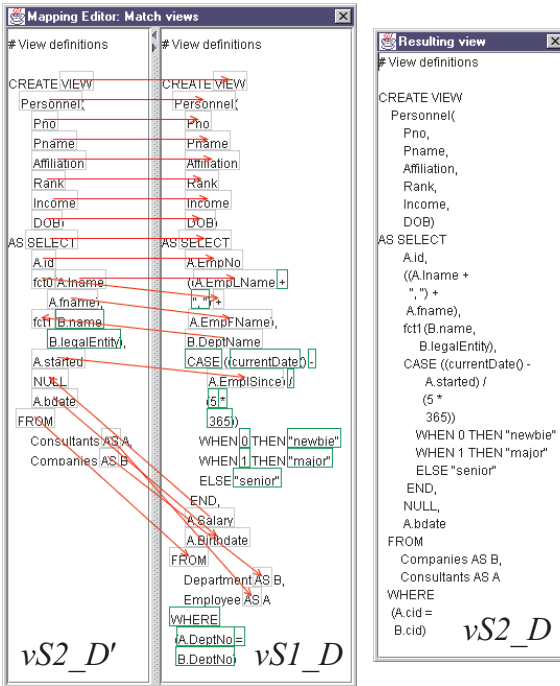 Mapping Editor: Match views
# View definitions
CREATE VIEW
Personnel(
Pno
Pname
Affiliation
Rank
Income
DOB)
AS SELECT
A.id
fct0(A.lname
A.fname),
fct1(B.name,
B.legalEntity),
A.started
NULL
A.bdate
FROM
Consultants AS A,
Companies AS B
vS2_D'
# View definitions
CREATE VIEW
Personnel(
Pno
Pname
Affiliation
Rank
Income
DOB)
AS SELECT
A.EmpNo
((A.EmpLName +
", ") +
A.EmpFName),
B.DeptName
CASE ((currentDate() -
A.EmplSince) /
(5 *
365))
WHEN 0 THEN "newbie"
WHEN 1 THEN "major"
ELSE "senior"
END,
A.Salary
A.Birthdate
FROM
Department AS B,
Employee AS A
WHERE
(A.DeptNo =
B.DeptNo)
vS1_D
Resulting view
# View definitions
CREATE VIEW
Personnel(
Pno,
Pname,
Affiliation,
Rank,
Income,
DOB)
AS SELECT
A.id,
((A.lname +
", ") +
A.fname),
fct1(B.name,
B.legalEntity),
CASE ((currentDate() -
A.started) /
(5 *
365))
WHEN 0 THEN "newbie"
WHEN 1 THEN "major"
ELSE "senior"
END,
NULL,
A.bdate
FROM
Companies AS B,
Consultants AS A
WHERE
(A.cid =
B.cid)
vS2_D